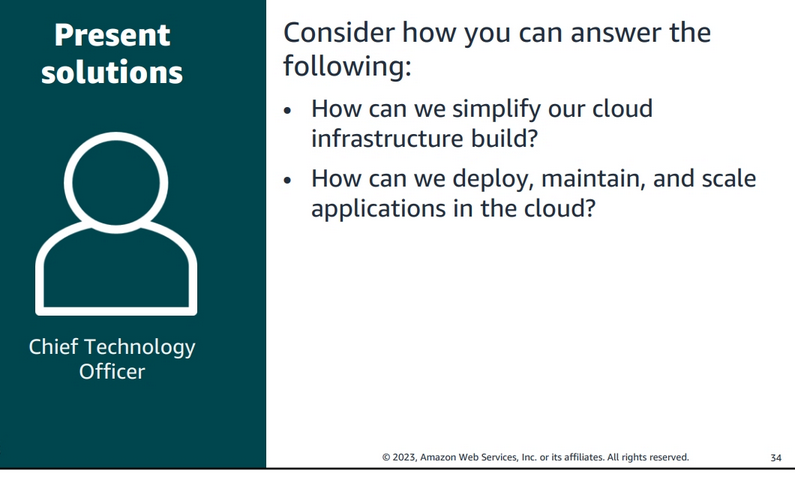 Present
solutions
Chief Technology
Officer
Consider how you can answer the
following:
• How can we simplify our cloud
infrastructure build?
• How can we deploy, maintain, and scale
applications in the cloud?
© 2023, Amazon Web Services, Inc. or its affiliates. All rights reserved.
34